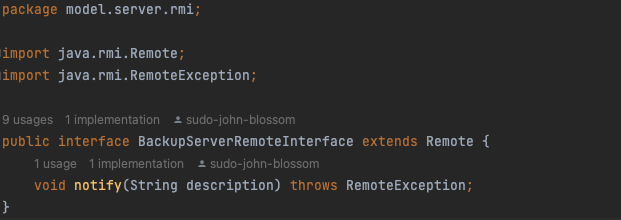 package model.server.rmi;
import java.rmi.Remote;
import java.rmi.RemoteException;
9 usages 1 implementation sudo-john-blossom
public interface BackupServerRemoteInterface extends Remote {
1 usage 1 implementation sudo-john-blossom
void notify(String description) throws RemoteException;
}